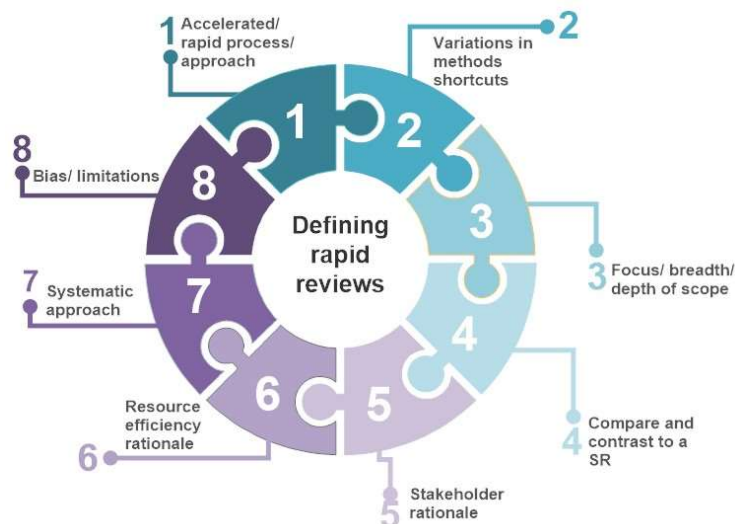 1
Accelerated/
rapid process/
approach
2
Variations in
methods
shortcuts
3
Focus/ breadth/
depth of scope
4
Compare and
contrast to a
SR
5
Stakeholder
rationale
6
Resource
efficiency
rationale
7
Systematic
approach
8
Bias/ limitations
1
2
3
4
5
6
7
8
Defining
rapid
reviews